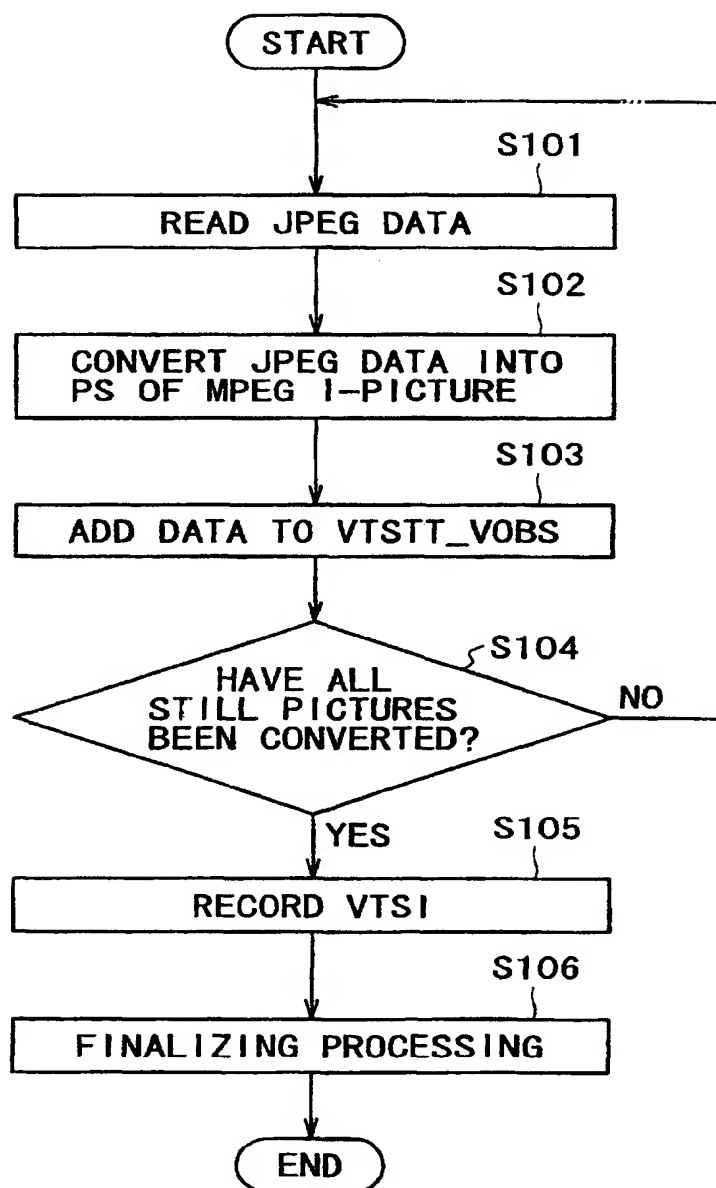 START
S101
READ JPEG DATA
S102
CONVERT JPEG DATA INTO
PS OF MPEG I-PICTURE
S103
ADD DATA TO VTSTT_VOBS
S104
HAVE ALL
STILL PICTURES
BEEN CONVERTED?
NO
YES
S105
RECORD VTSI
S106
FINALIZING PROCESSING
END